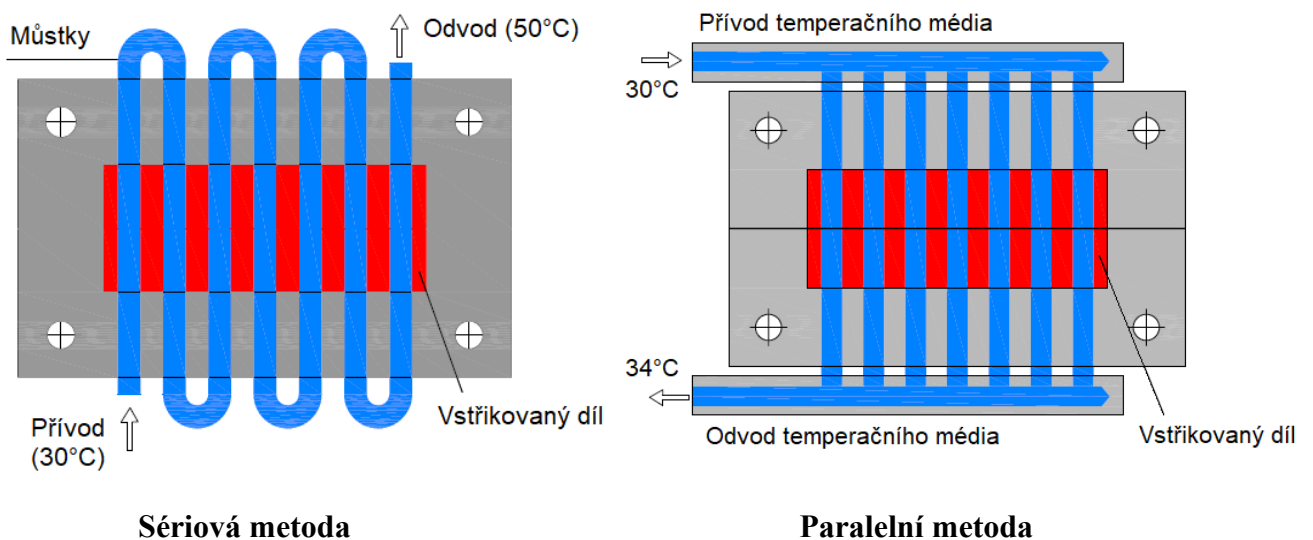 Můstky
Odvod (50°C)
Přívod
(30°C)
Vstřikovaný díl
Sériová metoda
Přívod temperačního média
30°C
34°C
Odvod temperačního média
Vstřikovaný díl
Paralelní metoda